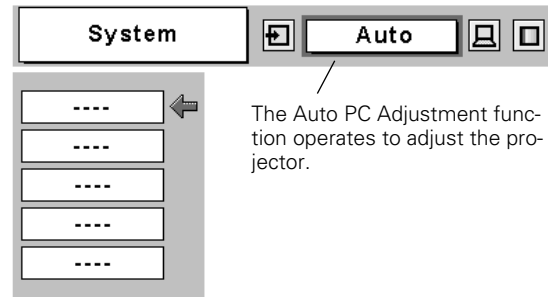 System
Auto
----
----
----
----
----
The Auto PC Adjustment func-
tion operates to adjust the pro-
jector.